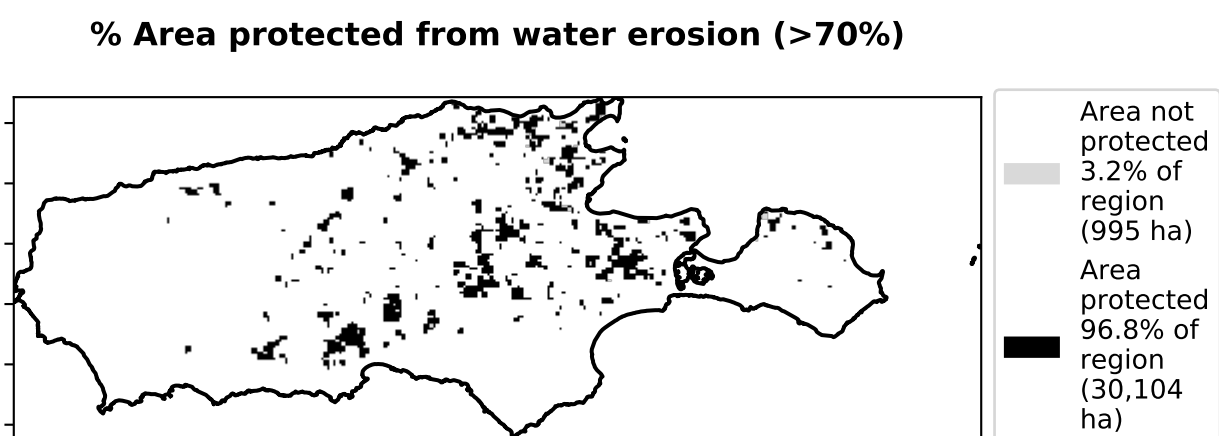 % Area protected from water erosion (>70%)
Area not
protected
3.2% of
region
(995 ha)
Area
protected
96.8% of
region
(30,104
ha)